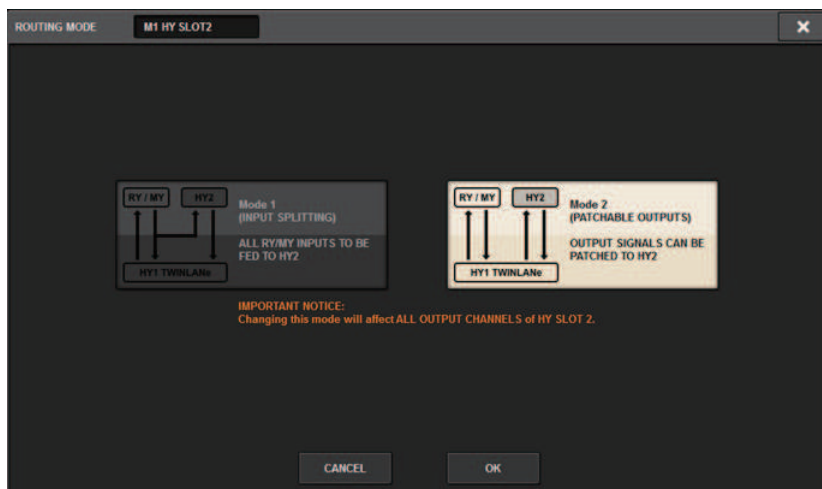 ROUTING MODE
M1 HY SLOT2
×
RY / MY
HY2
HY1 TWINLANe
Mode 1
(INPUT SPLITTING)
ALL RY/MY INPUTS TO BE
FED TO HY2
RY / MY
HY2
HY1 TWINLANe
Mode 2
(PATCHABLE OUTPUTS)
OUTPUT SIGNALS CAN BE
PATCHED TO HY2
IMPORTANT NOTICE:
Changing this mode will affect ALL OUTPUT CHANNELS of HY SLOT 2.
CANCEL
OK